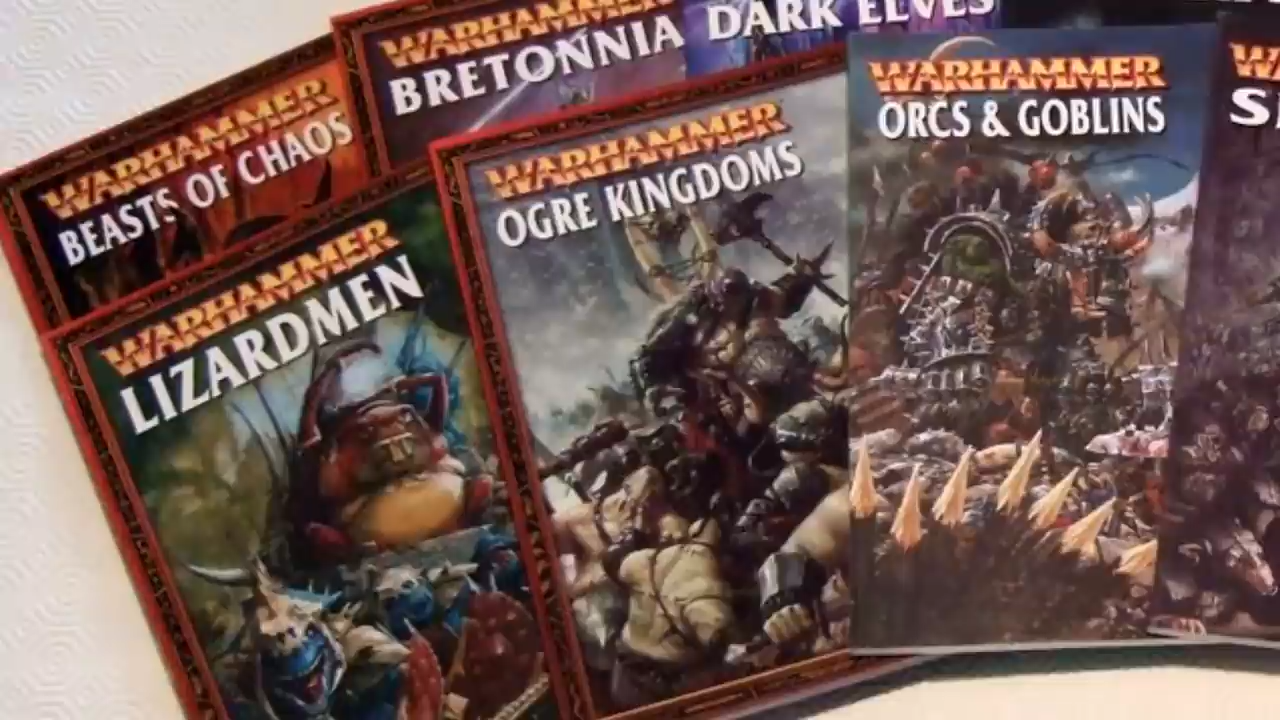 WARHAMMER
BEASTS OF CHAOS
WARHAMMER
BRETONNIA
DARK ELVES
WARHAMMER
LIZARDMEN
WARHAMMER
OGRE KINGDOMS
WARHAMMER
ORCS & GOBLINS